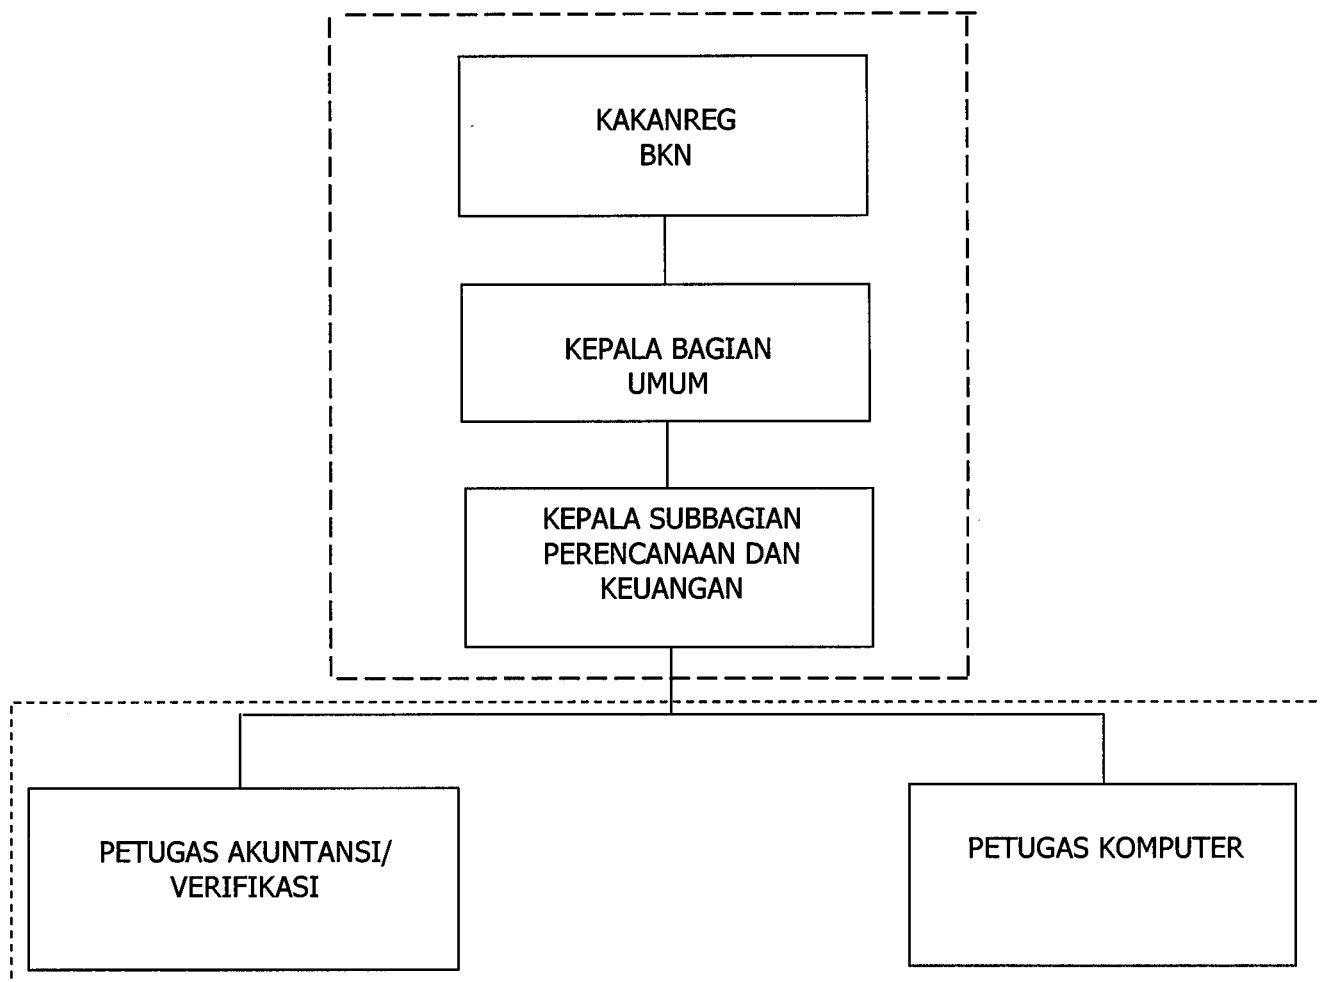 KAKANREG
BKN
KEPALA BAGIAN
UMUM
KEPALA SUBBAGIAN
PERENCANAAN DAN
KEUANGAN
PETUGAS AKUNTANSI/
VERIFIKASI
PETUGAS KOMPUTER